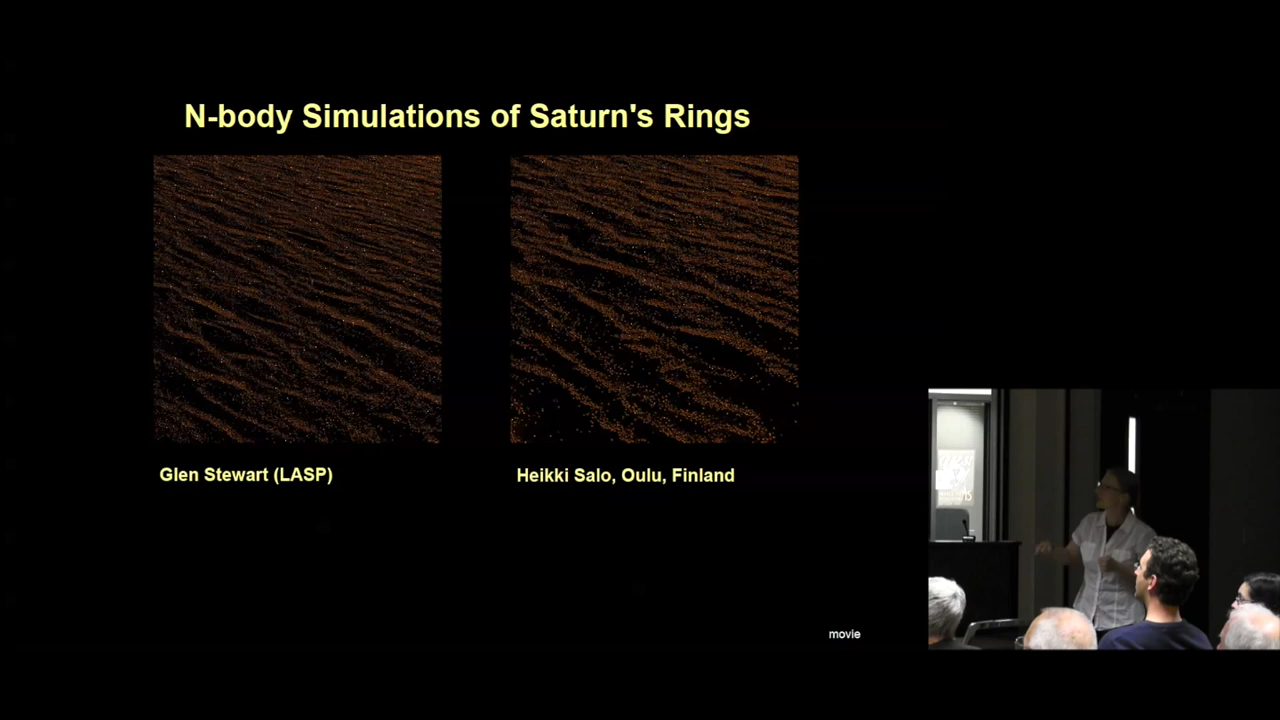 N-body Simulations of Saturn's Rings
Glen Stewart (LASP)
Heikki Salo, Oulu, Finland
movie